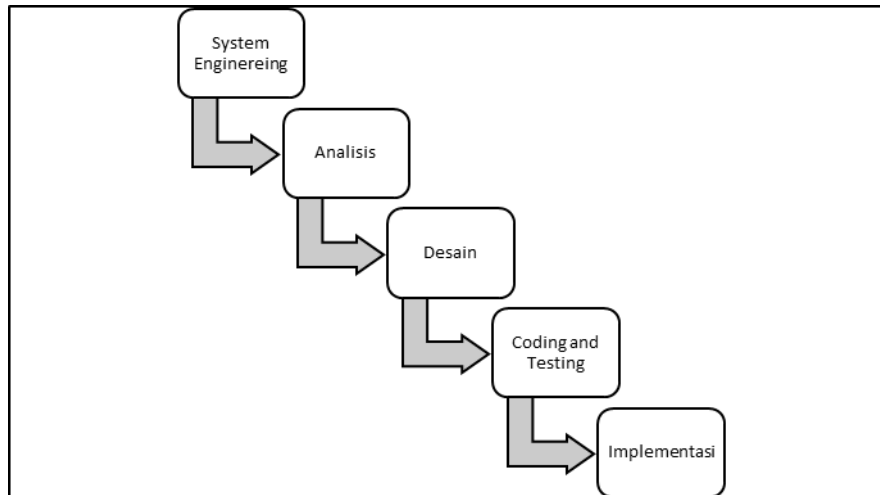 System
Enginereing
Analisis
Desain
Coding and
Testing
Implementasi